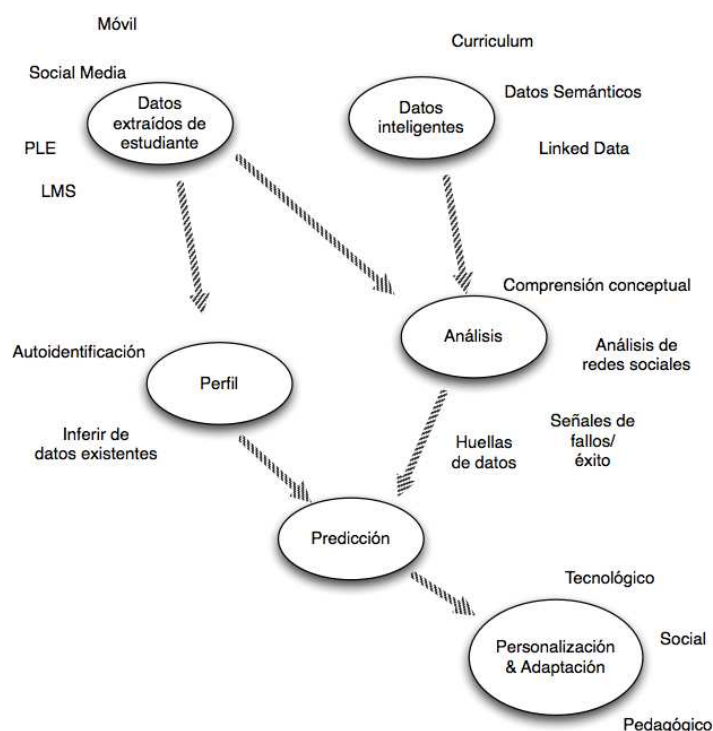 Móvil
Curriculum
Social Media
Datos
extraídos de
estudiante
Datos
inteligentes
Datos Semánticos
PLE
Linked Data
LMS
Comprensión conceptual
Análisis
Análisis de
redes sociales
Autoidentificación
Perfil
Inferir de
datos existentes
Huellas
de datos
Señales de
fallos/
éxito
Predicción
Tecnológico
Personalización
& Adaptación
Social
Pedagógico